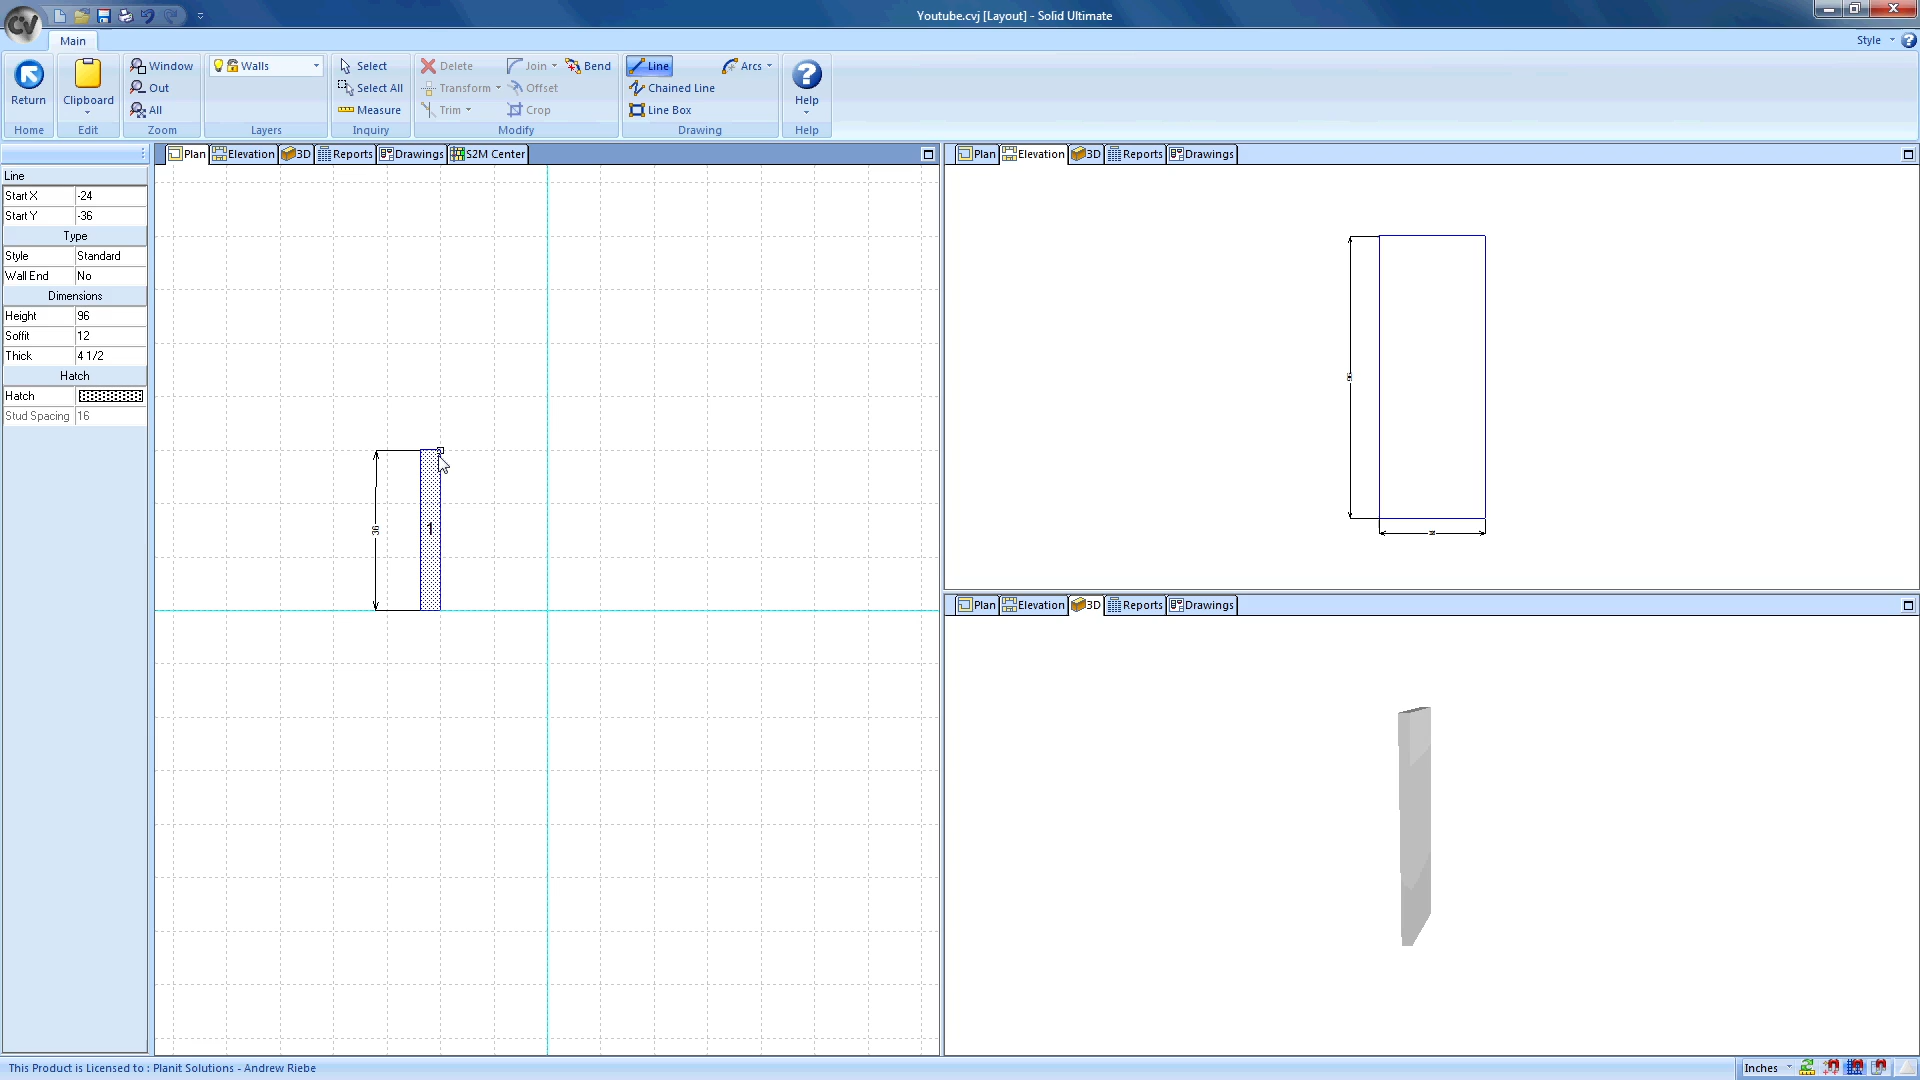 Youtube.cvj [Layout] - Solid Ultimate
CV
Main
Style
Return
Home
Clipboard
Edit
Window
Out
All
Zoom
Walls
Layers
Select
Select All
Measure
Inquiry
Delete
Join
Bend
Transform
Offset
Trim
Crop
Modify
Line
Arcs
Chained Line
Line Box
Drawing
Help
Help
Plan Elevation 3D Reports Drawings S2M Center
Plan Elevation 3D Reports Drawings
Line
Start X -24
Start Y -36
Type
Style Standard
Wall End No
Dimensions
Height 96
Soffit 12
Thick 4 1/2
Hatch
Hatch
Stud Spacing 16
36
1
Plan Elevation 3D Reports Drawings
This Product is Licensed to : Planit Solutions - Andrew Riebe
Inches